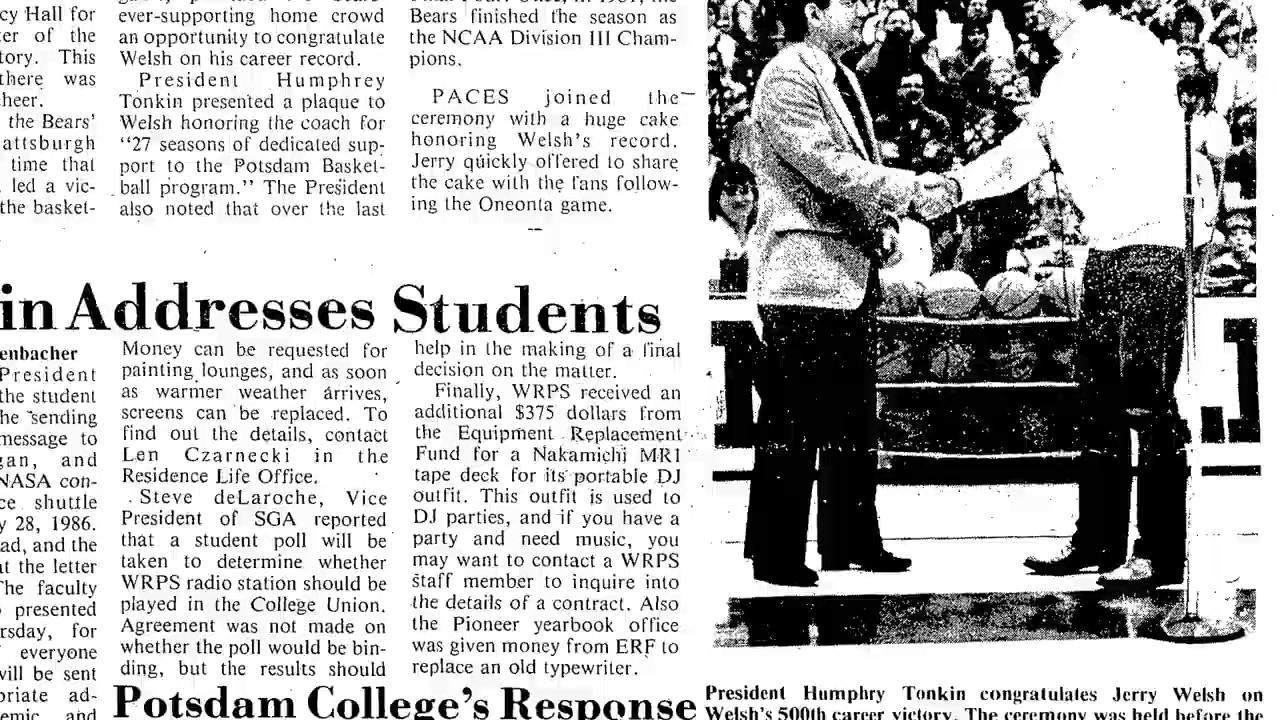 cy Hall for
er of the
tory. This
there was
heer.
the Bears'
attsburgh
time that
led a vic-
the basket-
ever-supporting home crowd
an opportunity to congratulate
Welsh on his career record.
President Humphrey
Tonkin presented a plaque to
Welsh honoring the coach for
“27 seasons of dedicated sup-
port to the Potsdam Basket-
ball program.” The President
also noted that over the last
Bears finished the season as
the NCAA Division III Cham-
pions.
PACES joined the
ceremony with a huge cake
honoring Welsh's record.
Jerry quickly offered to share
the cake with the fans follow-
ing the Oneonta game.
in Addresses Students
enbacher
President
the student
he sending
message to
gan, and
NASA con-
ce shuttle
y 28, 1986.
ad, and the
at the letter
The faculty
presented
rsday, for
everyone
will be sent
priate ad-
emic and
Money can be requested for
painting lounges, and as soon
as warmer weather arrives,
screens can be replaced. To
find out the details, contact
Len Czarnecki in the
Residence Life Office.
Steve deLaroche, Vice
President of SGA reported
that a student poll will be
taken to determine whether
WRPS radio station should be
played in the College Union.
Agreement was not made on
whether the poll would be bin-
ding, but the results should
help in the making of a final
decision on the matter.
Finally, WRPS received an
additional $375 dollars from
the Equipment Replacement
Fund for a Nakamichi MR1
tape deck for its portable DJ
outfit. This outfit is used to
DJ parties, and if you have a
party and need music, you
may want to contact a WRPS
staff member to inquire into
the details of a contract. Also
the Pioneer yearbook office
was given money from ERF to
replace an old typewriter.
Potsdam College's Response
President Humphry Tonkin congratulates Jerry Welsh on
Welsh's 500th career victory. The ceremony was held before the